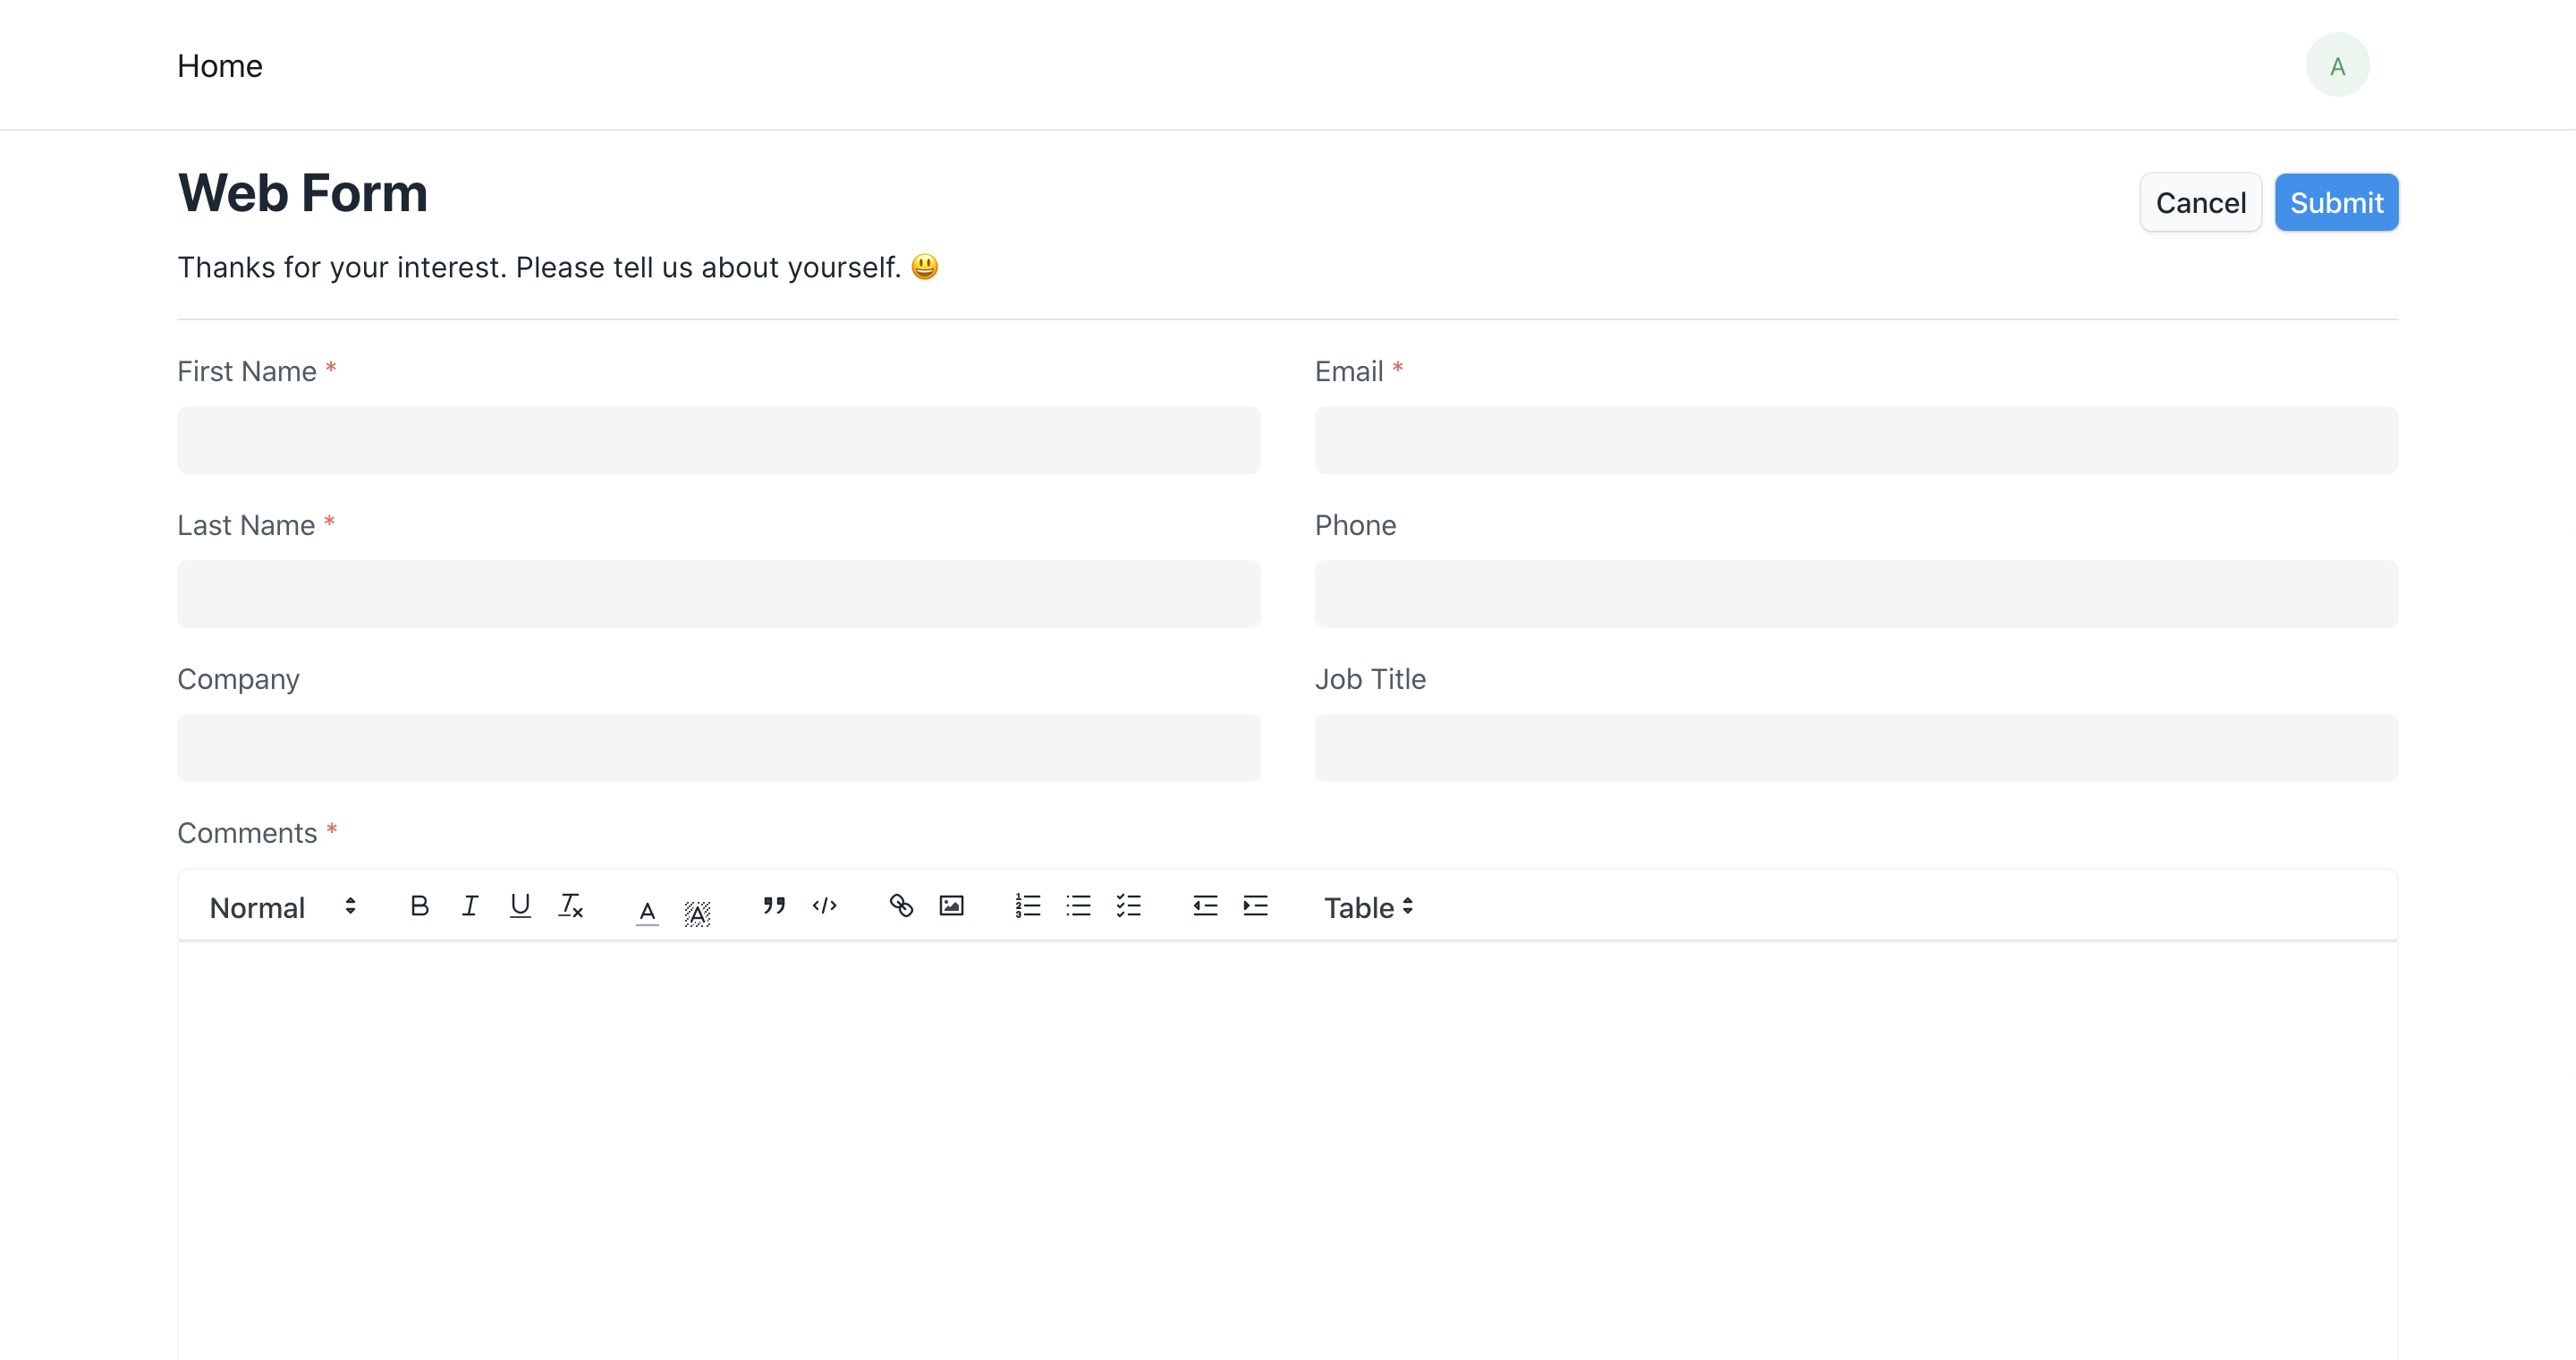 Home
A
Web Form
Cancel
Submit
Thanks for your interest. Please tell us about yourself. 😃
First Name *
Email *
Last Name *
Phone
Company
Job Title
Comments *
Normal
Table